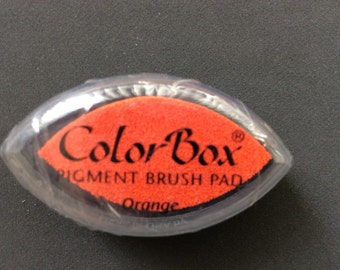 ColorBox®
PIGMENT BRUSH PAD
Orange